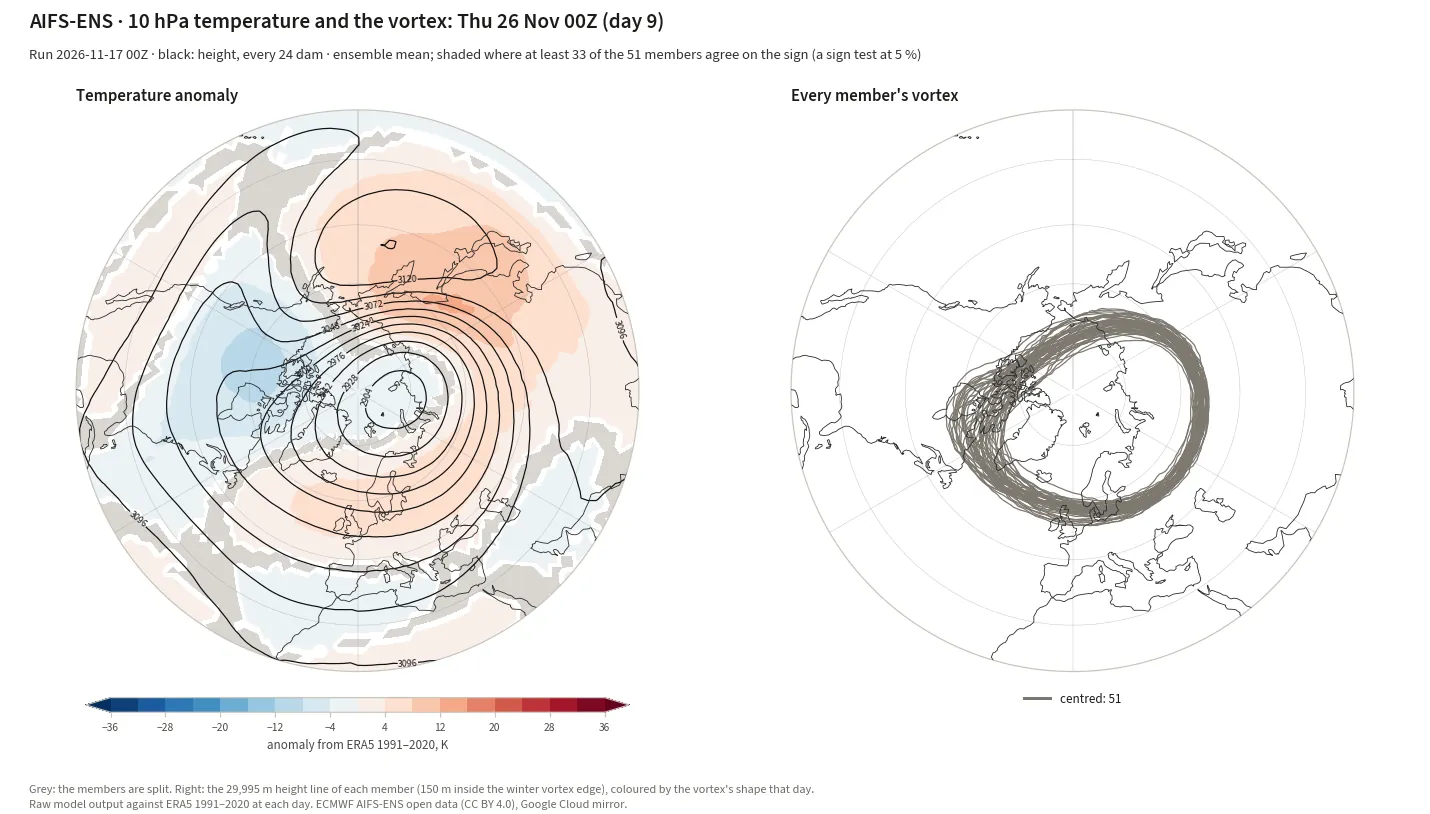 AIFS-ENS · 10 hPa temperature and the vortex: Thu 26 Nov 00Z (day 9)
Run 2026-11-17 00Z · black: height, every 24 dam · ensemble mean; shaded where at least 33 of the 51 members agree on the sign (a sign test at 5 %)
Temperature anomaly
Every member's vortex
3120
3072
3048
3024
3096
2976
2928
2904
3096
3096
centred: 51
−36 −28 −20 −12 −4 4 12 20 28 36
anomaly from ERA5 1991–2020, K
Grey: the members are split. Right: the 29,995 m height line of each member (150 m inside the winter vortex edge), coloured by the vortex's shape that day.
Raw model output against ERA5 1991–2020 at each day. ECMWF AIFS-ENS open data (CC BY 4.0), Google Cloud mirror.